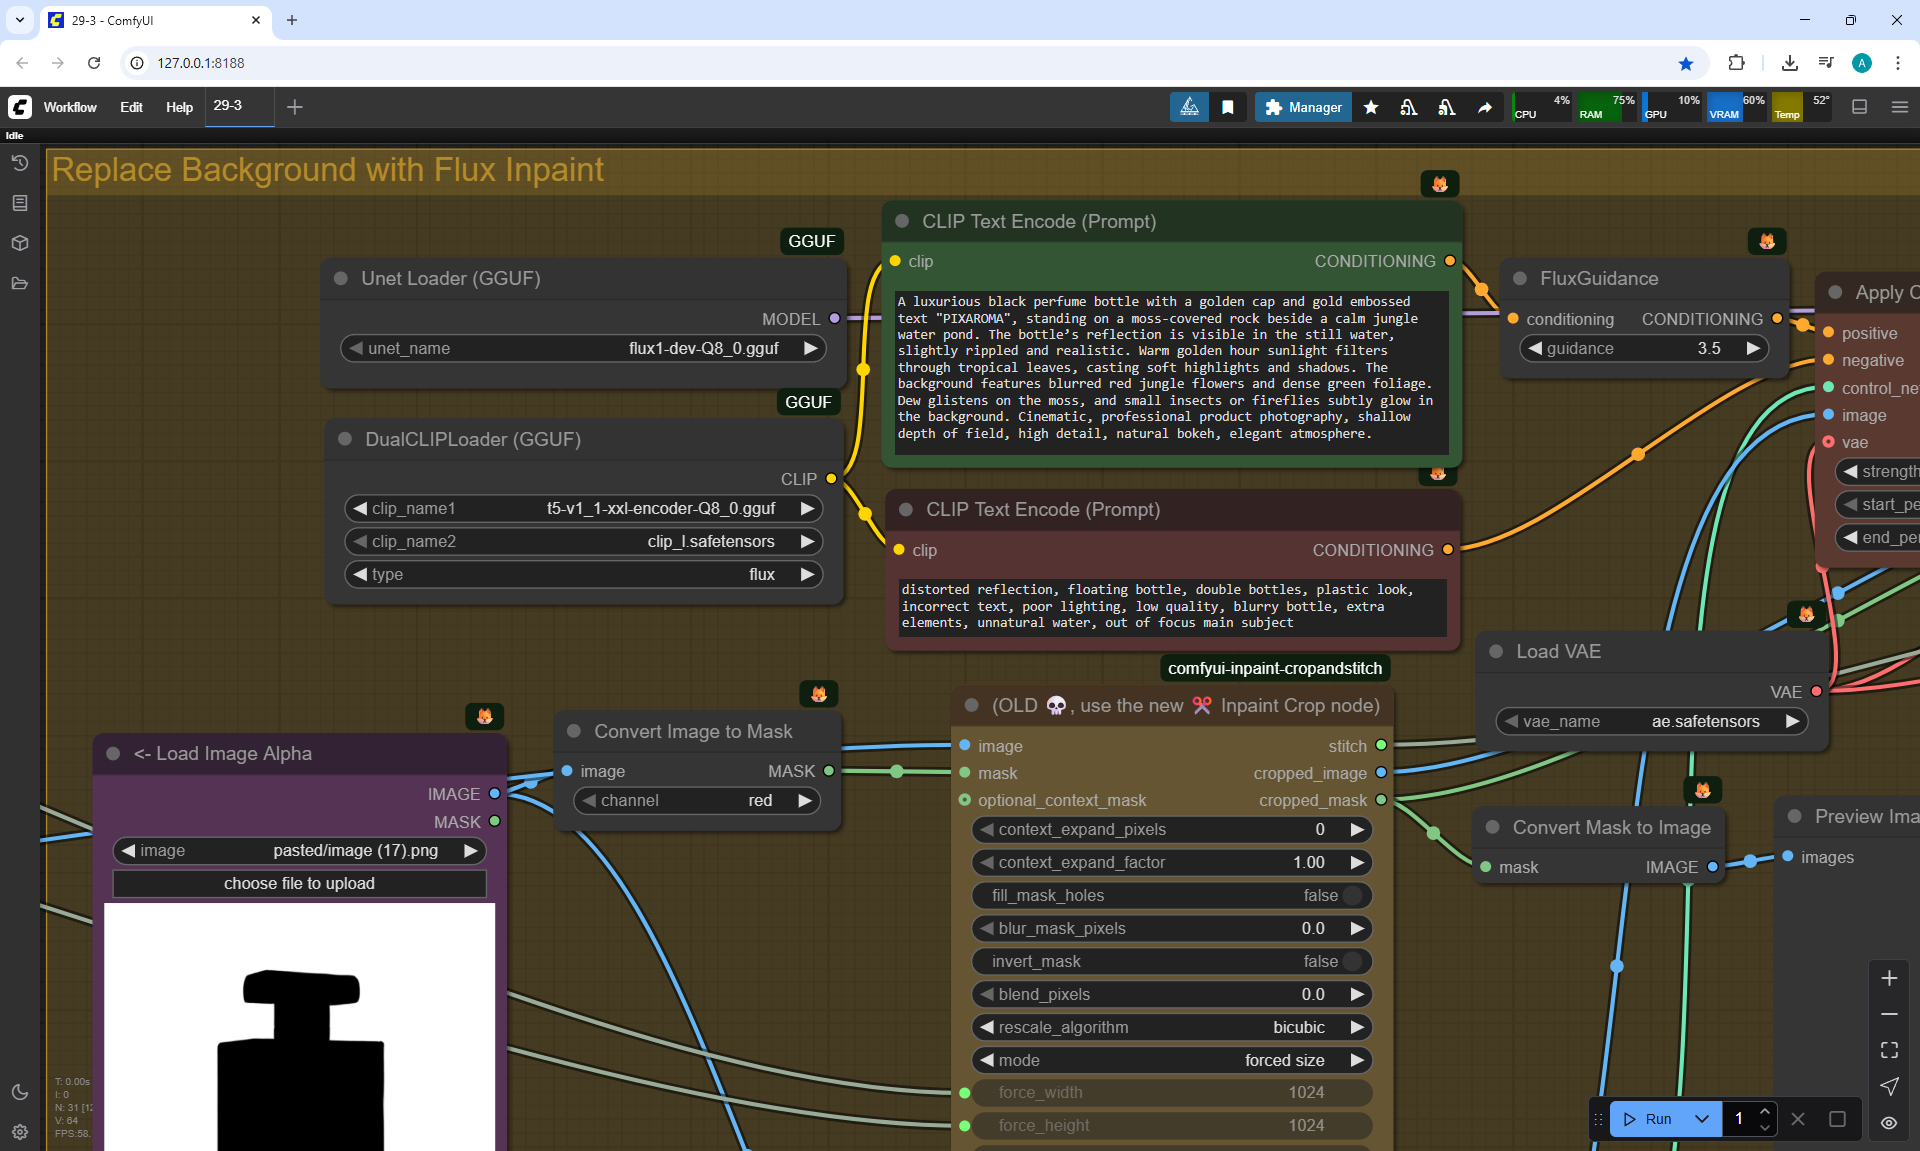 29-3 - ComfyUI
127.0.0.1:8188
A
Workflow
Edit
Help
29-3
Manager
CPU 4%
RAM 75%
GPU 10%
VRAM 60%
Temp 52°
Idle
Replace Background with Flux Inpaint
GGUF
Unet Loader (GGUF)
MODEL
unet_name flux1-dev-Q8_0.gguf
GGUF
DualCLIPLoader (GGUF)
CLIP
clip_name1 t5-v1_1-xxl-encoder-Q8_0.gguf
clip_name2 clip_l.safetensors
type flux
CLIP Text Encode (Prompt)
clip CONDITIONING
A luxurious black perfume bottle with a golden cap and gold embossed
text "PIXAROMA", standing on a moss-covered rock beside a calm jungle
water pond. The bottle’s reflection is visible in the still water,
slightly rippled and realistic. Warm golden hour sunlight filters
through tropical leaves, casting soft highlights and shadows. The
background features blurred red jungle flowers and dense green foliage.
Dew glistens on the moss, and small insects or fireflies subtly glow in
the background. Cinematic, professional product photography, shallow
depth of field, high detail, natural bokeh, elegant atmosphere.
CLIP Text Encode (Prompt)
clip CONDITIONING
distorted reflection, floating bottle, double bottles, plastic look,
incorrect text, poor lighting, low quality, blurry bottle, extra
elements, unnatural water, out of focus main subject
FluxGuidance
conditioning CONDITIONING
guidance 3.5
Apply C
positive
negative
control_ne
image
vae
strength
start_pe
end_per
Load VAE
VAE
vae_name ae.safetensors
<- Load Image Alpha
IMAGE
MASK
image pasted/image (17).png
choose file to upload
Convert Image to Mask
image MASK
channel red
comfyui-inpaint-cropandstitch
(OLD 💀, use the new ✂️ Inpaint Crop node)
image stitch
mask cropped_image
optional_context_mask cropped_mask
context_expand_pixels 0
context_expand_factor 1.00
fill_mask_holes false
blur_mask_pixels 0.0
invert_mask false
blend_pixels 0.0
rescale_algorithm bicubic
mode forced size
force_width 1024
force_height 1024
Convert Mask to Image
mask IMAGE
Preview Ima
images
T: 0.00s
I: 0
N: 31 [12
V: 64
FPS:58.
Run 1